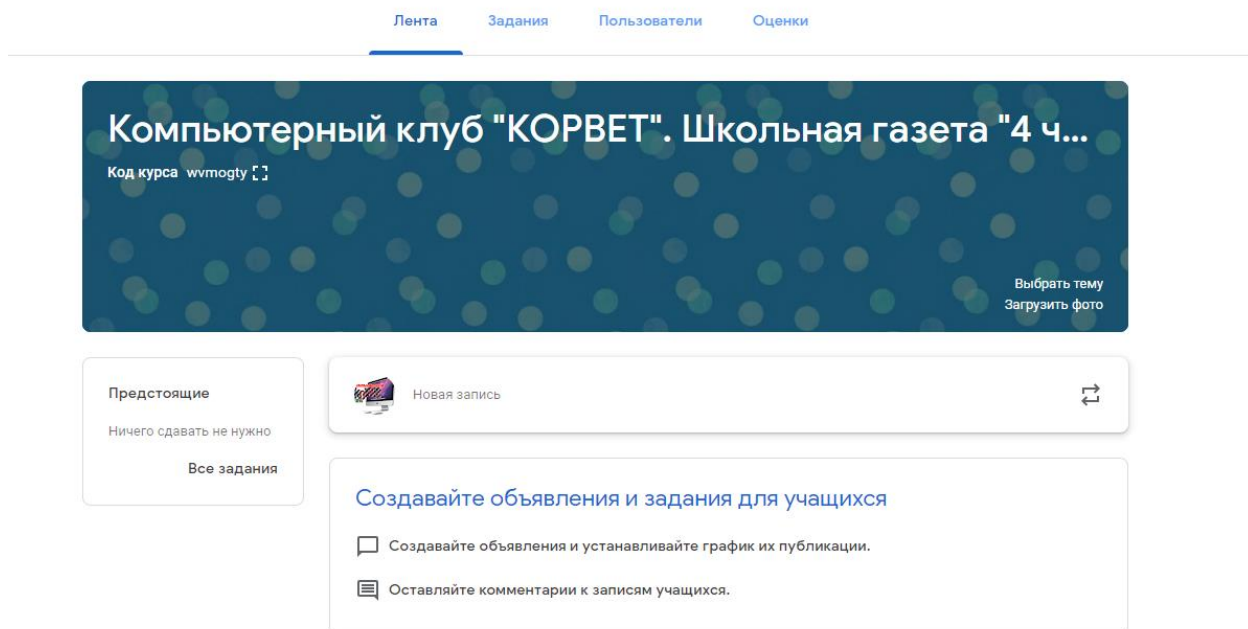 Лента Задания Пользователи Оценки
Компьютерный клуб "КОРВЕТ". Школьная газета "4 ч...
Код курса wvmogty
Выбрать тему
Загрузить фото
Предстоящие
Ничего сдавать не нужно
Все задания
Новая запись
Создавайте объявления и задания для учащихся
Создавайте объявления и устанавливайте график их публикации.
Оставляйте комментарии к записям учащихся.